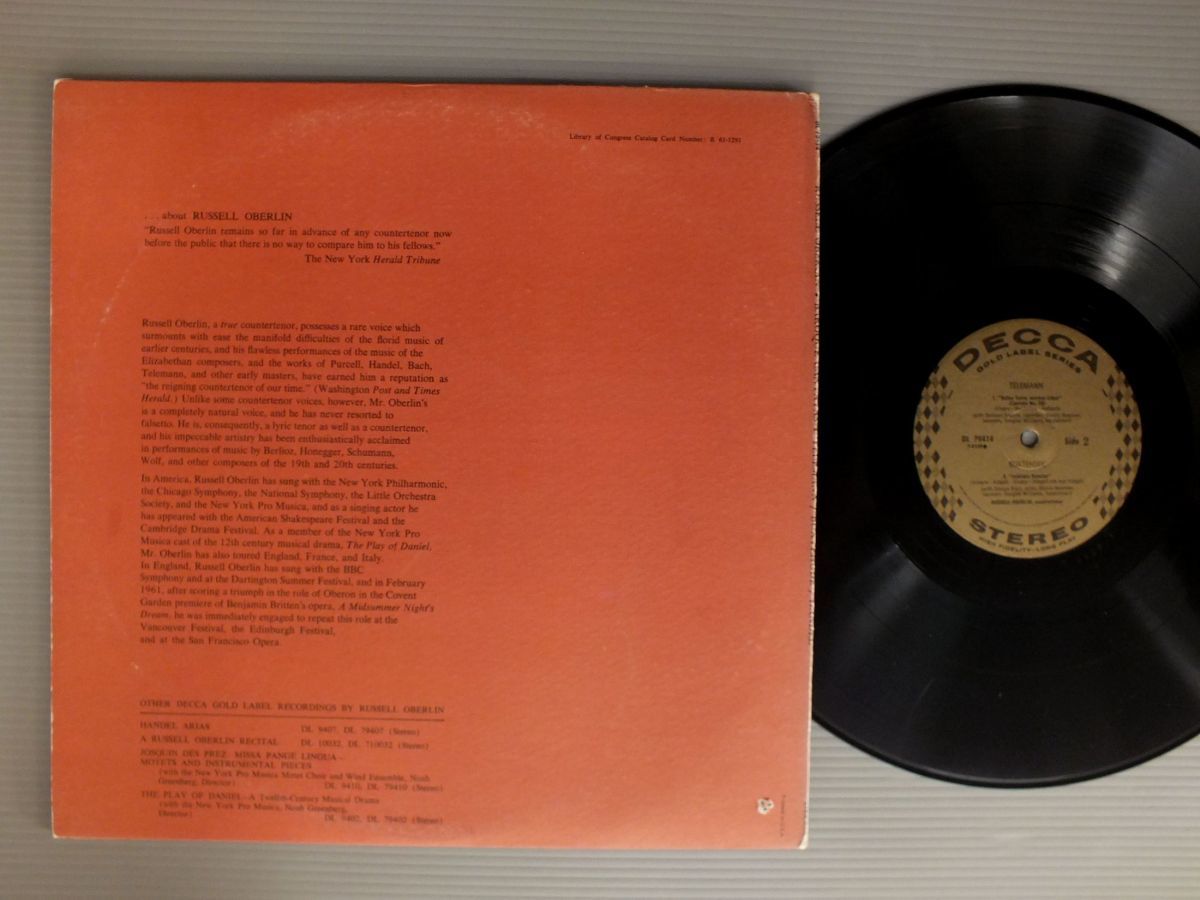 Library of Congress Catalog Card Number: R 61-1291
. . . about RUSSELL OBERLIN
"Russell Oberlin remains so far in advance of any countertenor now
before the public that there is no way to compare him to his fellows."
The New York Herald Tribune
Russell Oberlin, a true countertenor, possesses a rare voice which
surmounts with ease the manifold difficulties of the florid music of
earlier centuries, and his flawless performances of the music of the
Elizabethan composers, and the works of Purcell, Handel, Bach,
Telemann, and other early masters, have earned him a reputation as
"the reigning countertenor of our time." (Washington Post and Times
Herald.) Unlike some countertenor voices, however, Mr. Oberlin's
is a completely natural voice, and he has never resorted to
falsetto. He is, consequently, a lyric tenor as well as a countertenor,
and his impeccable artistry has been enthusiastically acclaimed
in performances of music by Berlioz, Honegger, Schumann,
Wolf, and other composers of the 19th and 20th centuries.
In America, Russell Oberlin has sung with the New York Philharmonic,
the Chicago Symphony, the National Symphony, the Little Orchestra
Society, and the New York Pro Musica, and as a singing actor he
has appeared with the American Shakespeare Festival and the
Cambridge Drama Festival. As a member of the New York Pro
Musica cast of the 12th century musical drama, The Play of Daniel,
Mr. Oberlin has also toured England, France, and Italy.
In England, Russell Oberlin has sung with the BBC
Symphony and at the Dartington Summer Festival, and in February
1961, after scoring a triumph in the role of Oberon in the Covent
Garden premiere of Benjamin Britten's opera, A Midsummer Night's
Dream, he was immediately engaged to repeat this role at the
Vancouver Festival, the Edinburgh Festival,
and at the San Francisco Opera.
OTHER DECCA GOLD LABEL RECORDINGS BY RUSSELL OBERLIN
HANDEL ARIAS DL 9407, DL 79407 (Stereo)
A RUSSELL OBERLIN RECITAL DL 10032, DL 710032 (Stereo)
JOSQUIN DES PREZ: MISSA PANGE LINGUA—
MOTETS AND INSTRUMENTAL PIECES
(with the New York Pro Musica Motet Choir and Wind Ensemble, Noah
Greenberg, Director) DL 9410, DL 79410 (Stereo)
THE PLAY OF DANIEL—A Twelfth-Century Musical Drama
(with the New York Pro Musica, Noah Greenberg,
Director) DL 9402, DL 79402 (Stereo)
DECCA
GOLD LABEL SERIES
TELEMANN
DL 79414 Side 2
STEREO
HIGH FIDELITY-LONG PLAY